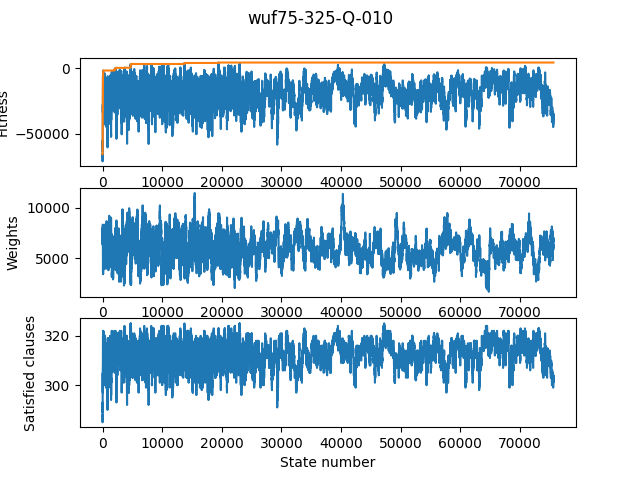 wuf75-325-Q-010
Fitness
0
−50000
0 10000 20000 30000 40000 50000 60000 70000
Weights
10000
5000
0 10000 20000 30000 40000 50000 60000 70000
Satisfied clauses
320
300
0 10000 20000 30000 40000 50000 60000 70000
State number